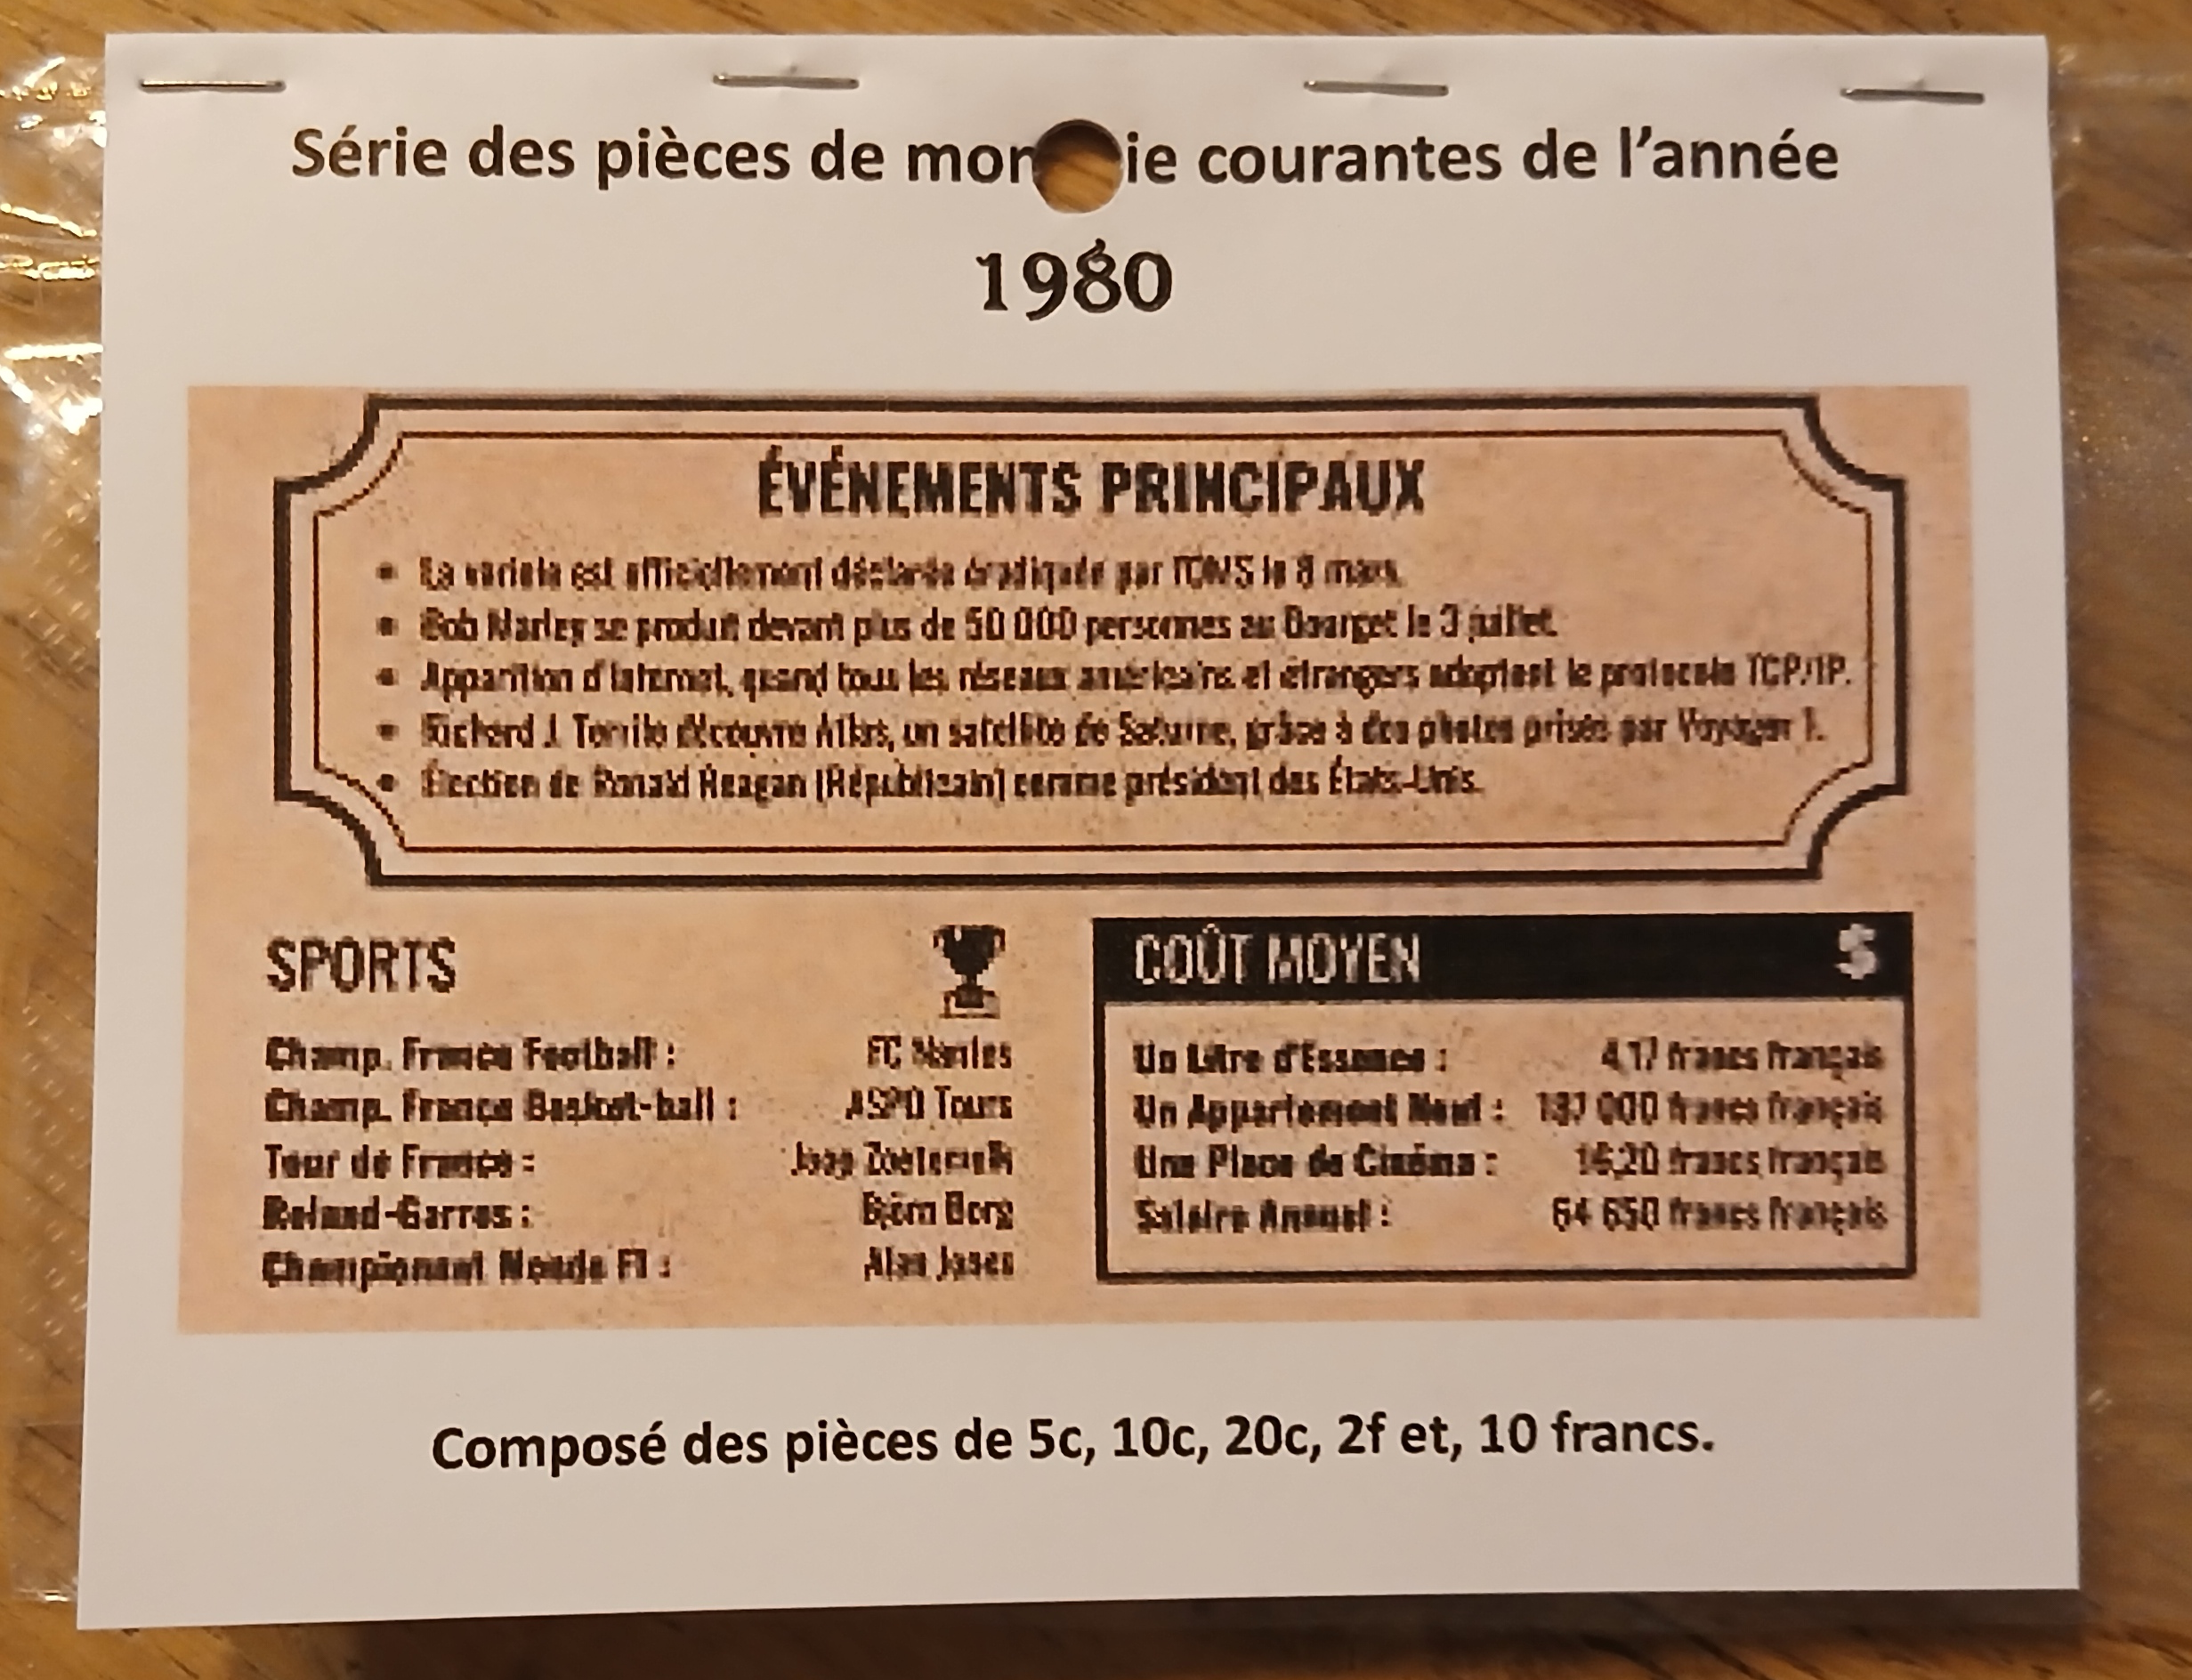 Série des pièces de mon ie courantes de l'année
1980
ÉVÉNEMENTS PRINCIPAUX
• La variole est officiellement déclarée éradiquée par l'OMS le 8 mars.
• Bob Marley se produit devant plus de 50 000 personnes au Bourget le 3 juillet.
• Apparition d'Internet, quand tous les réseaux américains et étrangers adoptent le protocole TCP/IP.
• Richard J. Terrile découvre Atlas, un satellite de Saturne, grâce à des photos prises par Voyager 1.
• Élection de Ronald Reagan (Républicain) comme président des États-Unis.
SPORTS
Champ. France Football : FC Nantes
Champ. France Basket-ball : ASPO Tours
Tour de France : Joop Zoetemelk
Roland-Garros : Björn Borg
Championnat Monde F1 : Alan Jones
COÛT MOYEN $
Un Litre d'Essence : francs français
Un Appartement Neuf : francs français
Une Place de Cinéma : francs français
Salaire Annuel : 64 650 francs français
Composé des pièces de 5c, 10c, 20c, 2f et, 10 francs.